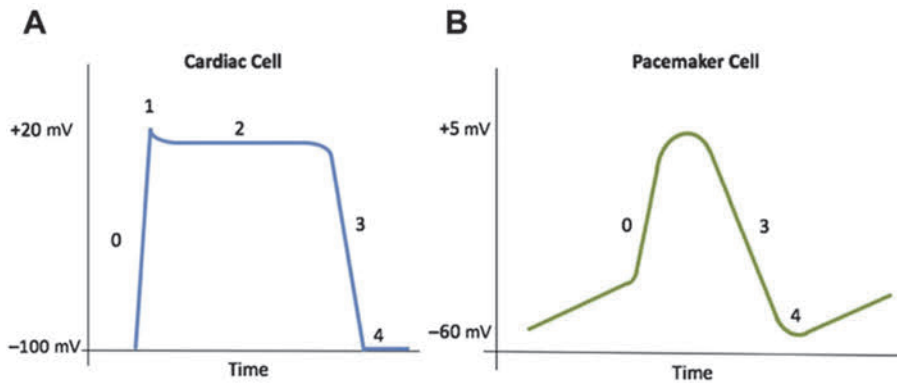 A
Cardiac Cell
+20 mV
1
2
0
3
4
–100 mV
Time
B
Pacemaker Cell
+5 mV
0
3
4
–60 mV
Time